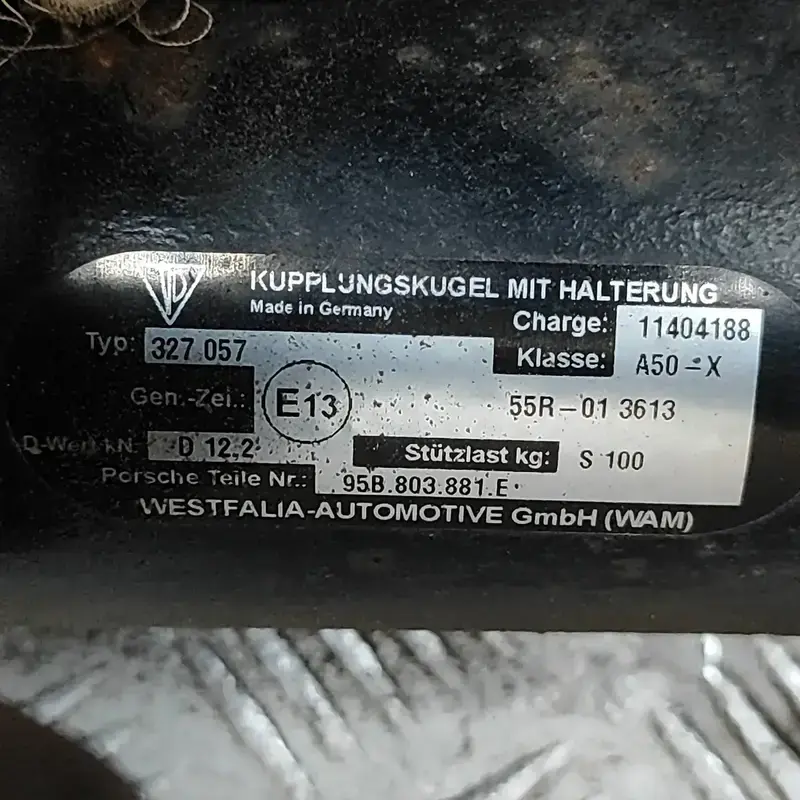 KUPPLUNGSKUGEL MIT HALTERUNG
Made in Germany
Charge: 11404188
Typ: 327 057
Klasse: A50-X
Gen.-Zei.: E13 55R-01 3613
D-Wert kN D 12,2 Stützlast kg: S 100
Porsche Teile Nr.: 95B.803.881.E
WESTFALIA-AUTOMOTIVE GmbH (WAM)